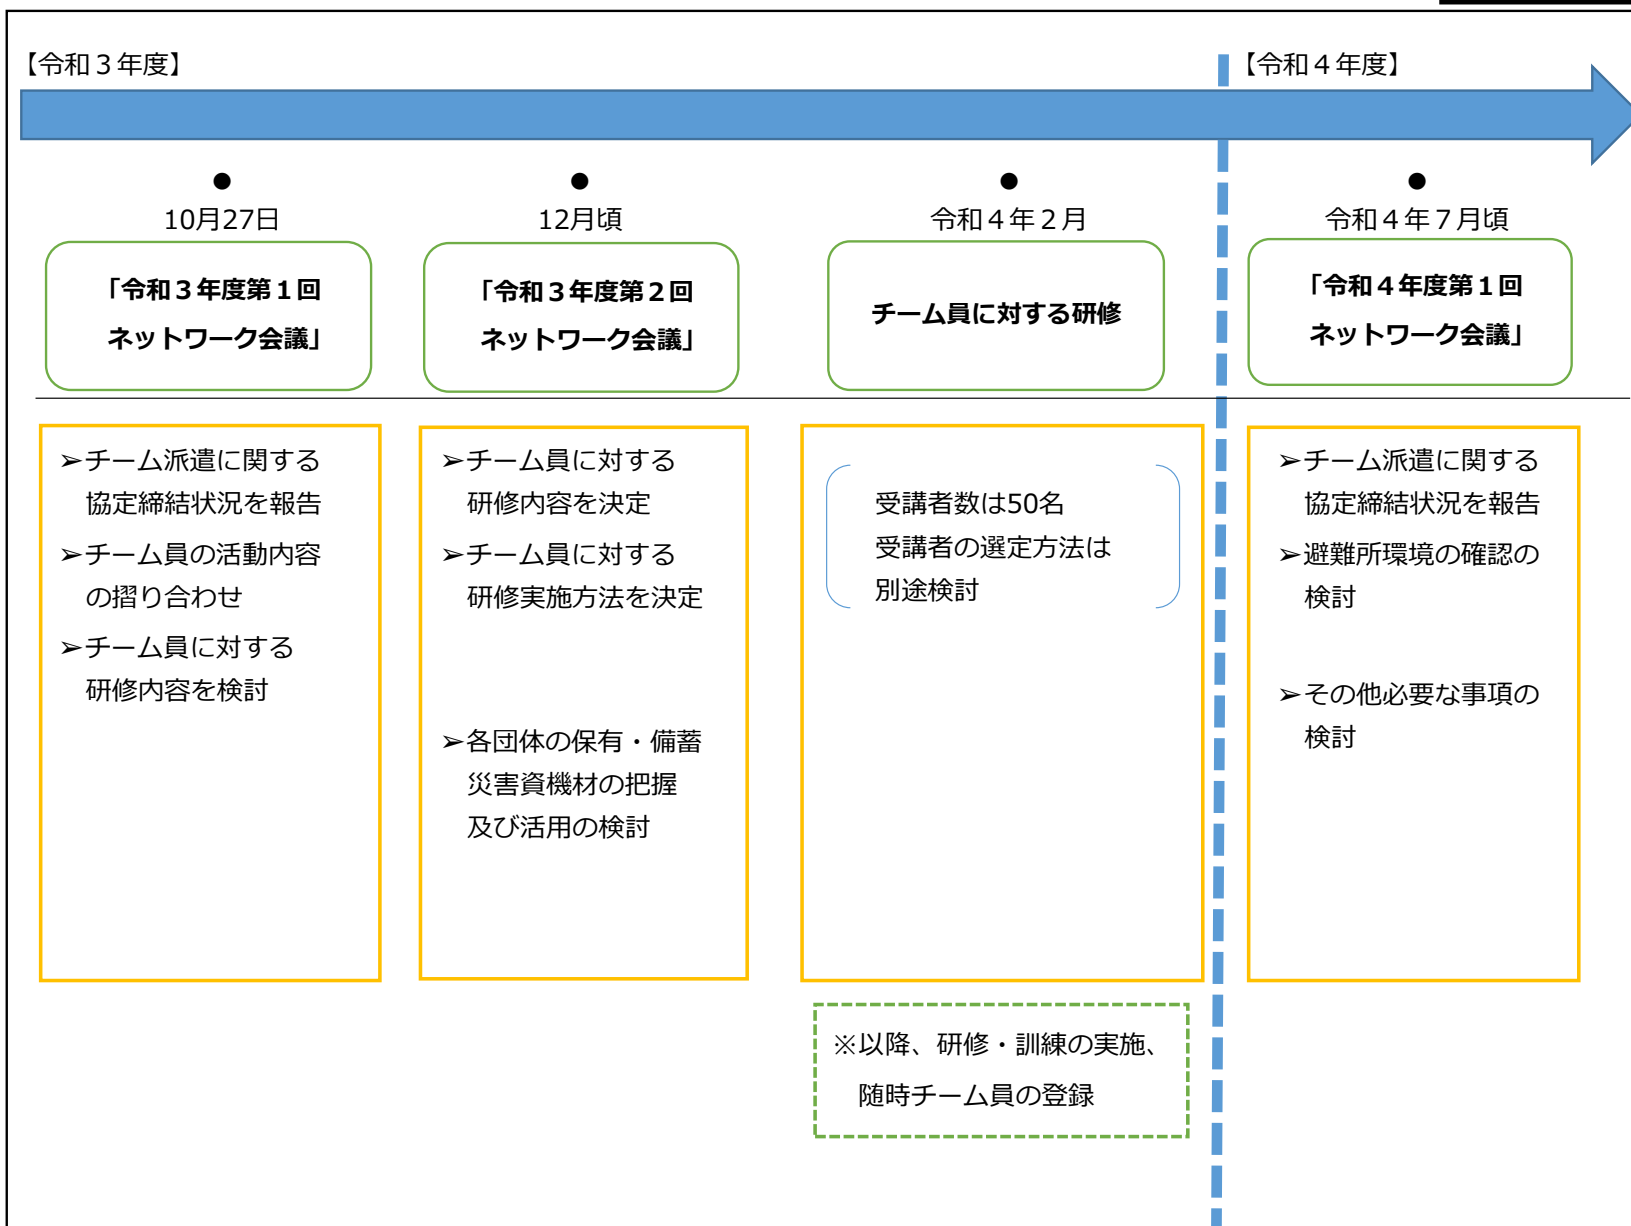 【令和３年度】
【令和４年度】
●
10月27日
「令和３年度第１回
ネットワーク会議」
➢チーム派遣に関する
協定締結状況を報告
➢チーム員の活動内容
の摺り合わせ
➢チーム員に対する
研修内容を検討
●
12月頃
「令和３年度第２回
ネットワーク会議」
➢チーム員に対する
研修内容を決定
➢チーム員に対する
研修実施方法を決定
➢各団体の保有・備蓄
災害資機材の把握
及び活用の検討
●
令和４年２月
チーム員に対する研修
受講者数は50名
受講者の選定方法は
別途検討
※以降、研修・訓練の実施、
随時チーム員の登録
●
令和４年７月頃
「令和４年度第１回
ネットワーク会議」
➢チーム派遣に関する
協定締結状況を報告
➢避難所環境の確認の
検討
➢その他必要な事項の
検討